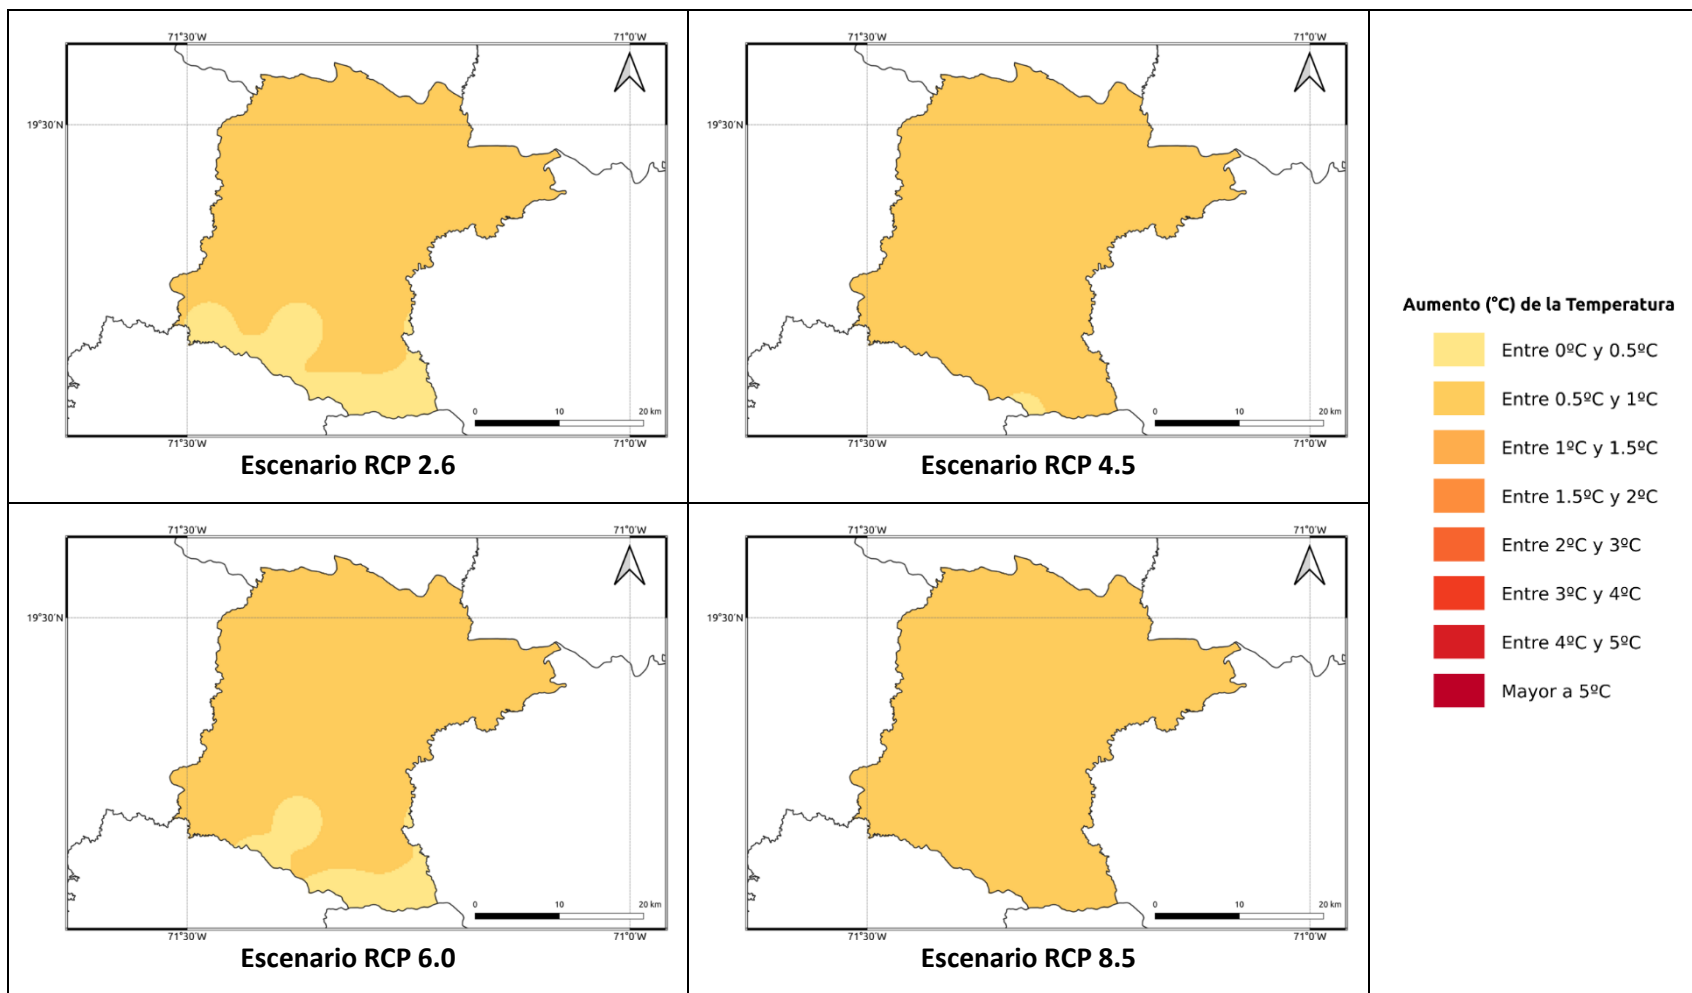 71°30'W
71°0'W
19°30'N
0
10
20 km
71°30'W
71°0'W
Escenario RCP 2.6
71°30'W
71°0'W
19°30'N
0
10
20 km
71°30'W
71°0'W
Escenario RCP 4.5
Aumento (°C) de la Temperatura
Entre 0ºC y 0.5ºC
Entre 0.5ºC y 1ºC
Entre 1ºC y 1.5ºC
Entre 1.5ºC y 2ºC
Entre 2ºC y 3ºC
Entre 3ºC y 4ºC
Entre 4ºC y 5ºC
Mayor a 5ºC
71°30'W
71°0'W
19°30'N
0
10
20 km
71°30'W
71°0'W
Escenario RCP 6.0
71°30'W
71°0'W
19°30'N
0
10
20 km
71°30'W
71°0'W
Escenario RCP 8.5